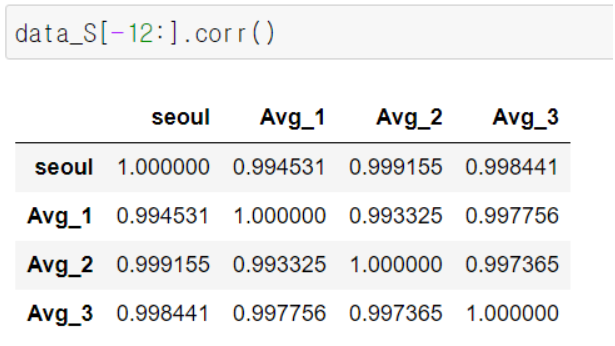 data_S[-12:].corr()
seoul Avg_1 Avg_2 Avg_3
seoul 1.000000 0.994531 0.999155 0.998441
Avg_1 0.994531 1.000000 0.993325 0.997756
Avg_2 0.999155 0.993325 1.000000 0.997365
Avg_3 0.998441 0.997756 0.997365 1.000000